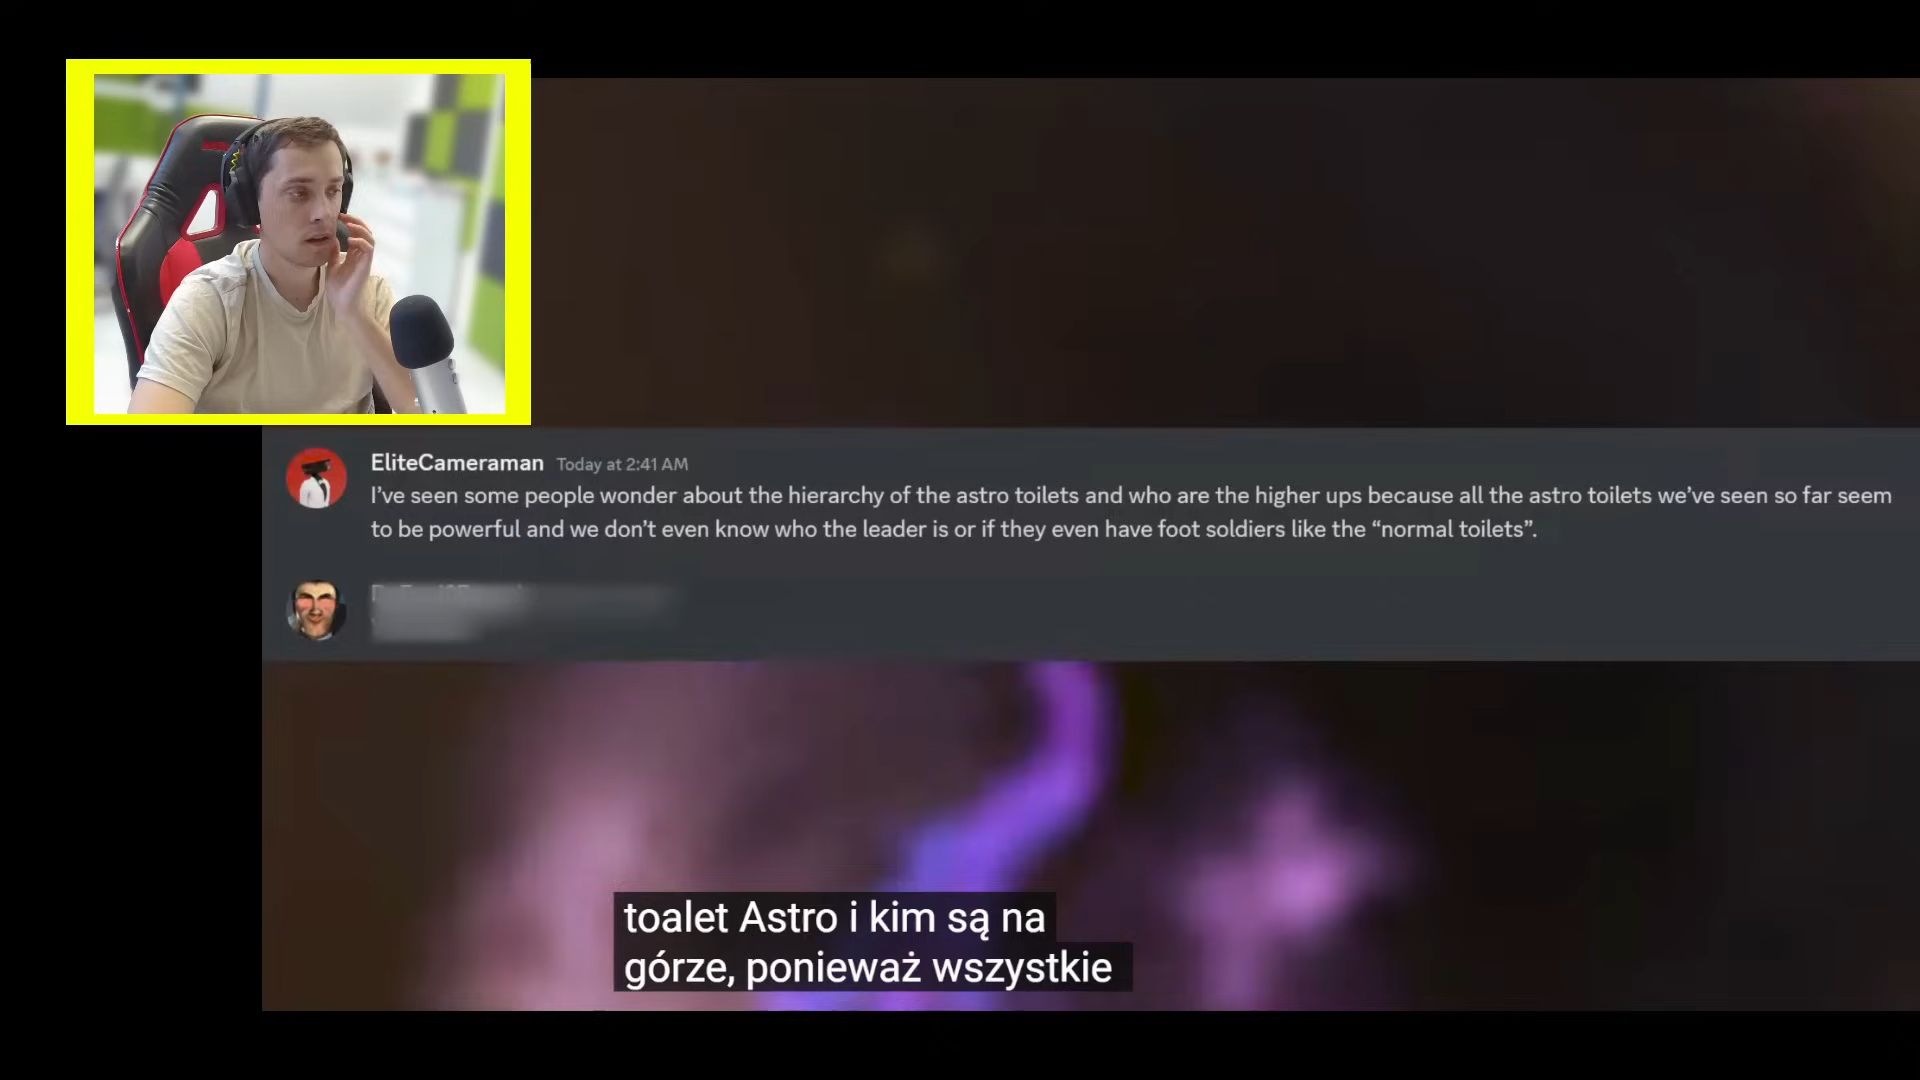 EliteCameraman Today at 2:41 AM
I’ve seen some people wonder about the hierarchy of the astro toilets and who are the higher ups because all the astro toilets we’ve seen so far seem
to be powerful and we don’t even know who the leader is or if they even have foot soldiers like the “normal toilets”.
toalet Astro i kim są na
górze, ponieważ wszystkie